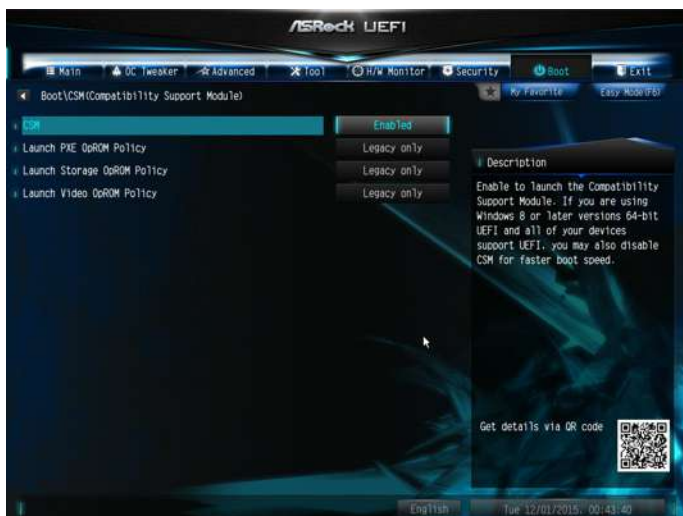 ASRock UEFI
Main OC Tweaker Advanced Tool H/W Monitor Security Boot Exit
Boot\CSM(Compatibility Support Module)
My Favorite Easy Mode(F6)
CSM Enabled
Launch PXE OpROM Policy Legacy only
Launch Storage OpROM Policy Legacy only
Launch Video OpROM Policy Legacy only
Description
Enable to launch the Compatibility
Support Module. If you are using
Windows 8 or later versions 64-bit
UEFI and all of your devices
support UEFI, you may also disable
CSM for faster boot speed.
Get details via QR code
English Tue 12/01/2015, 00:43:40